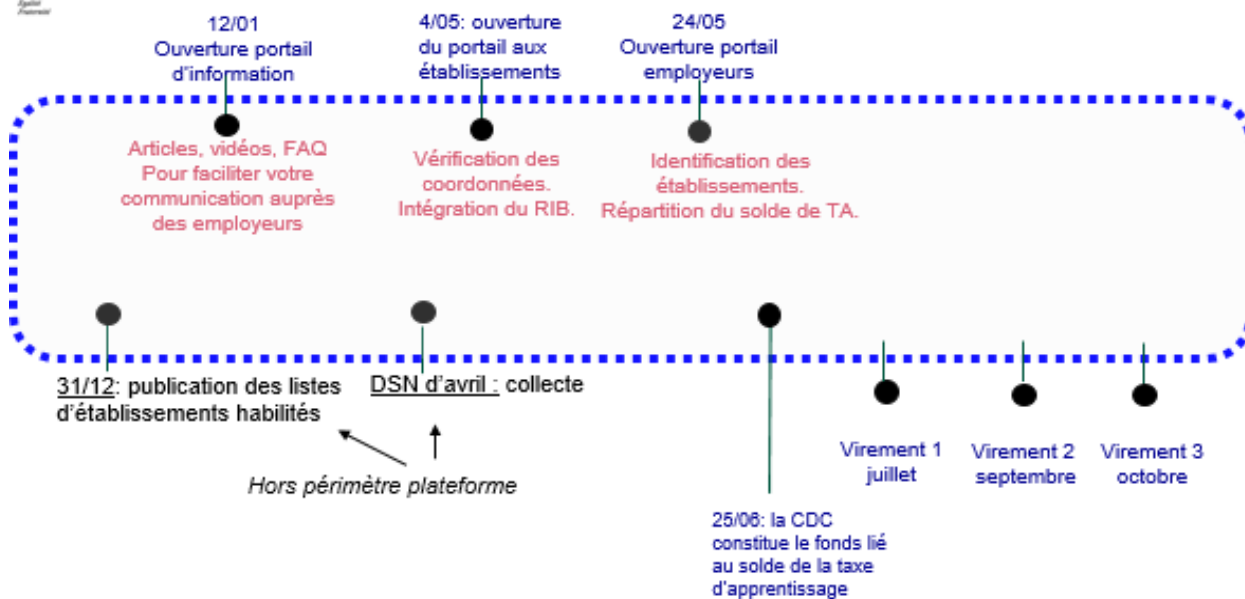 Égalité
Fraternité
12/01
Ouverture portail
d'information
4/05: ouverture
du portail aux
établissements
24/05
Ouverture portail
employeurs
Articles, vidéos, FAQ
Pour faciliter votre
communication auprès
des employeurs
Vérification des
coordonnées.
Intégration du RIB.
Identification des
établissements.
Répartition du solde de TA.
31/12: publication des listes
d'établissements habilités
DSN d'avril : collecte
Hors périmètre plateforme
Virement 1
juillet
Virement 2
septembre
Virement 3
octobre
25/06: la CDC
constitue le fonds lié
au solde de la taxe
d'apprentissage